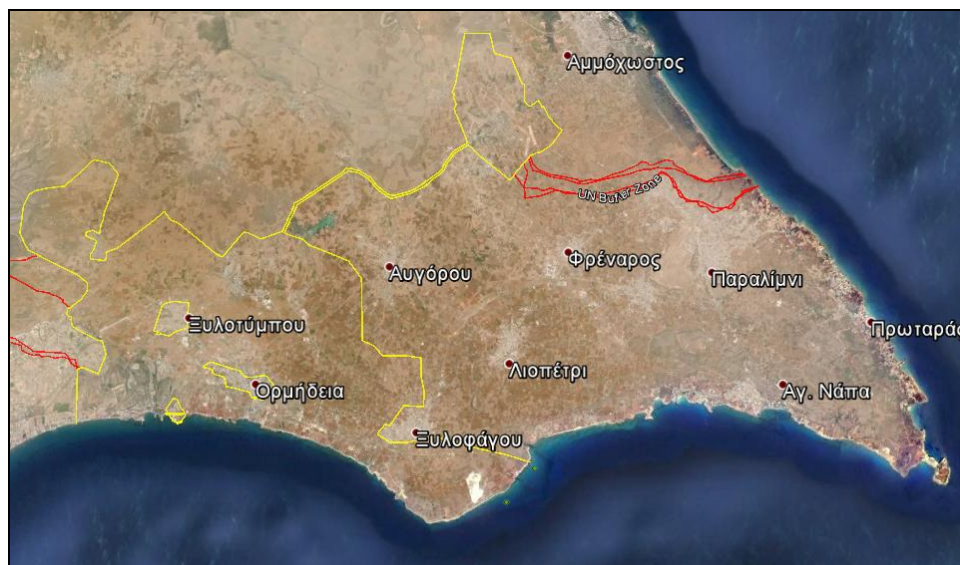 Αμμόχωστος
UN Buffer Zone
Φρέναρος
Αυγόρου
Παραλίμνι
Ξυλοτύμπου
Πρωταράς
Λιοπέτρι
Ορμήδεια
Αγ. Νάπα
Ξυλοφάγου